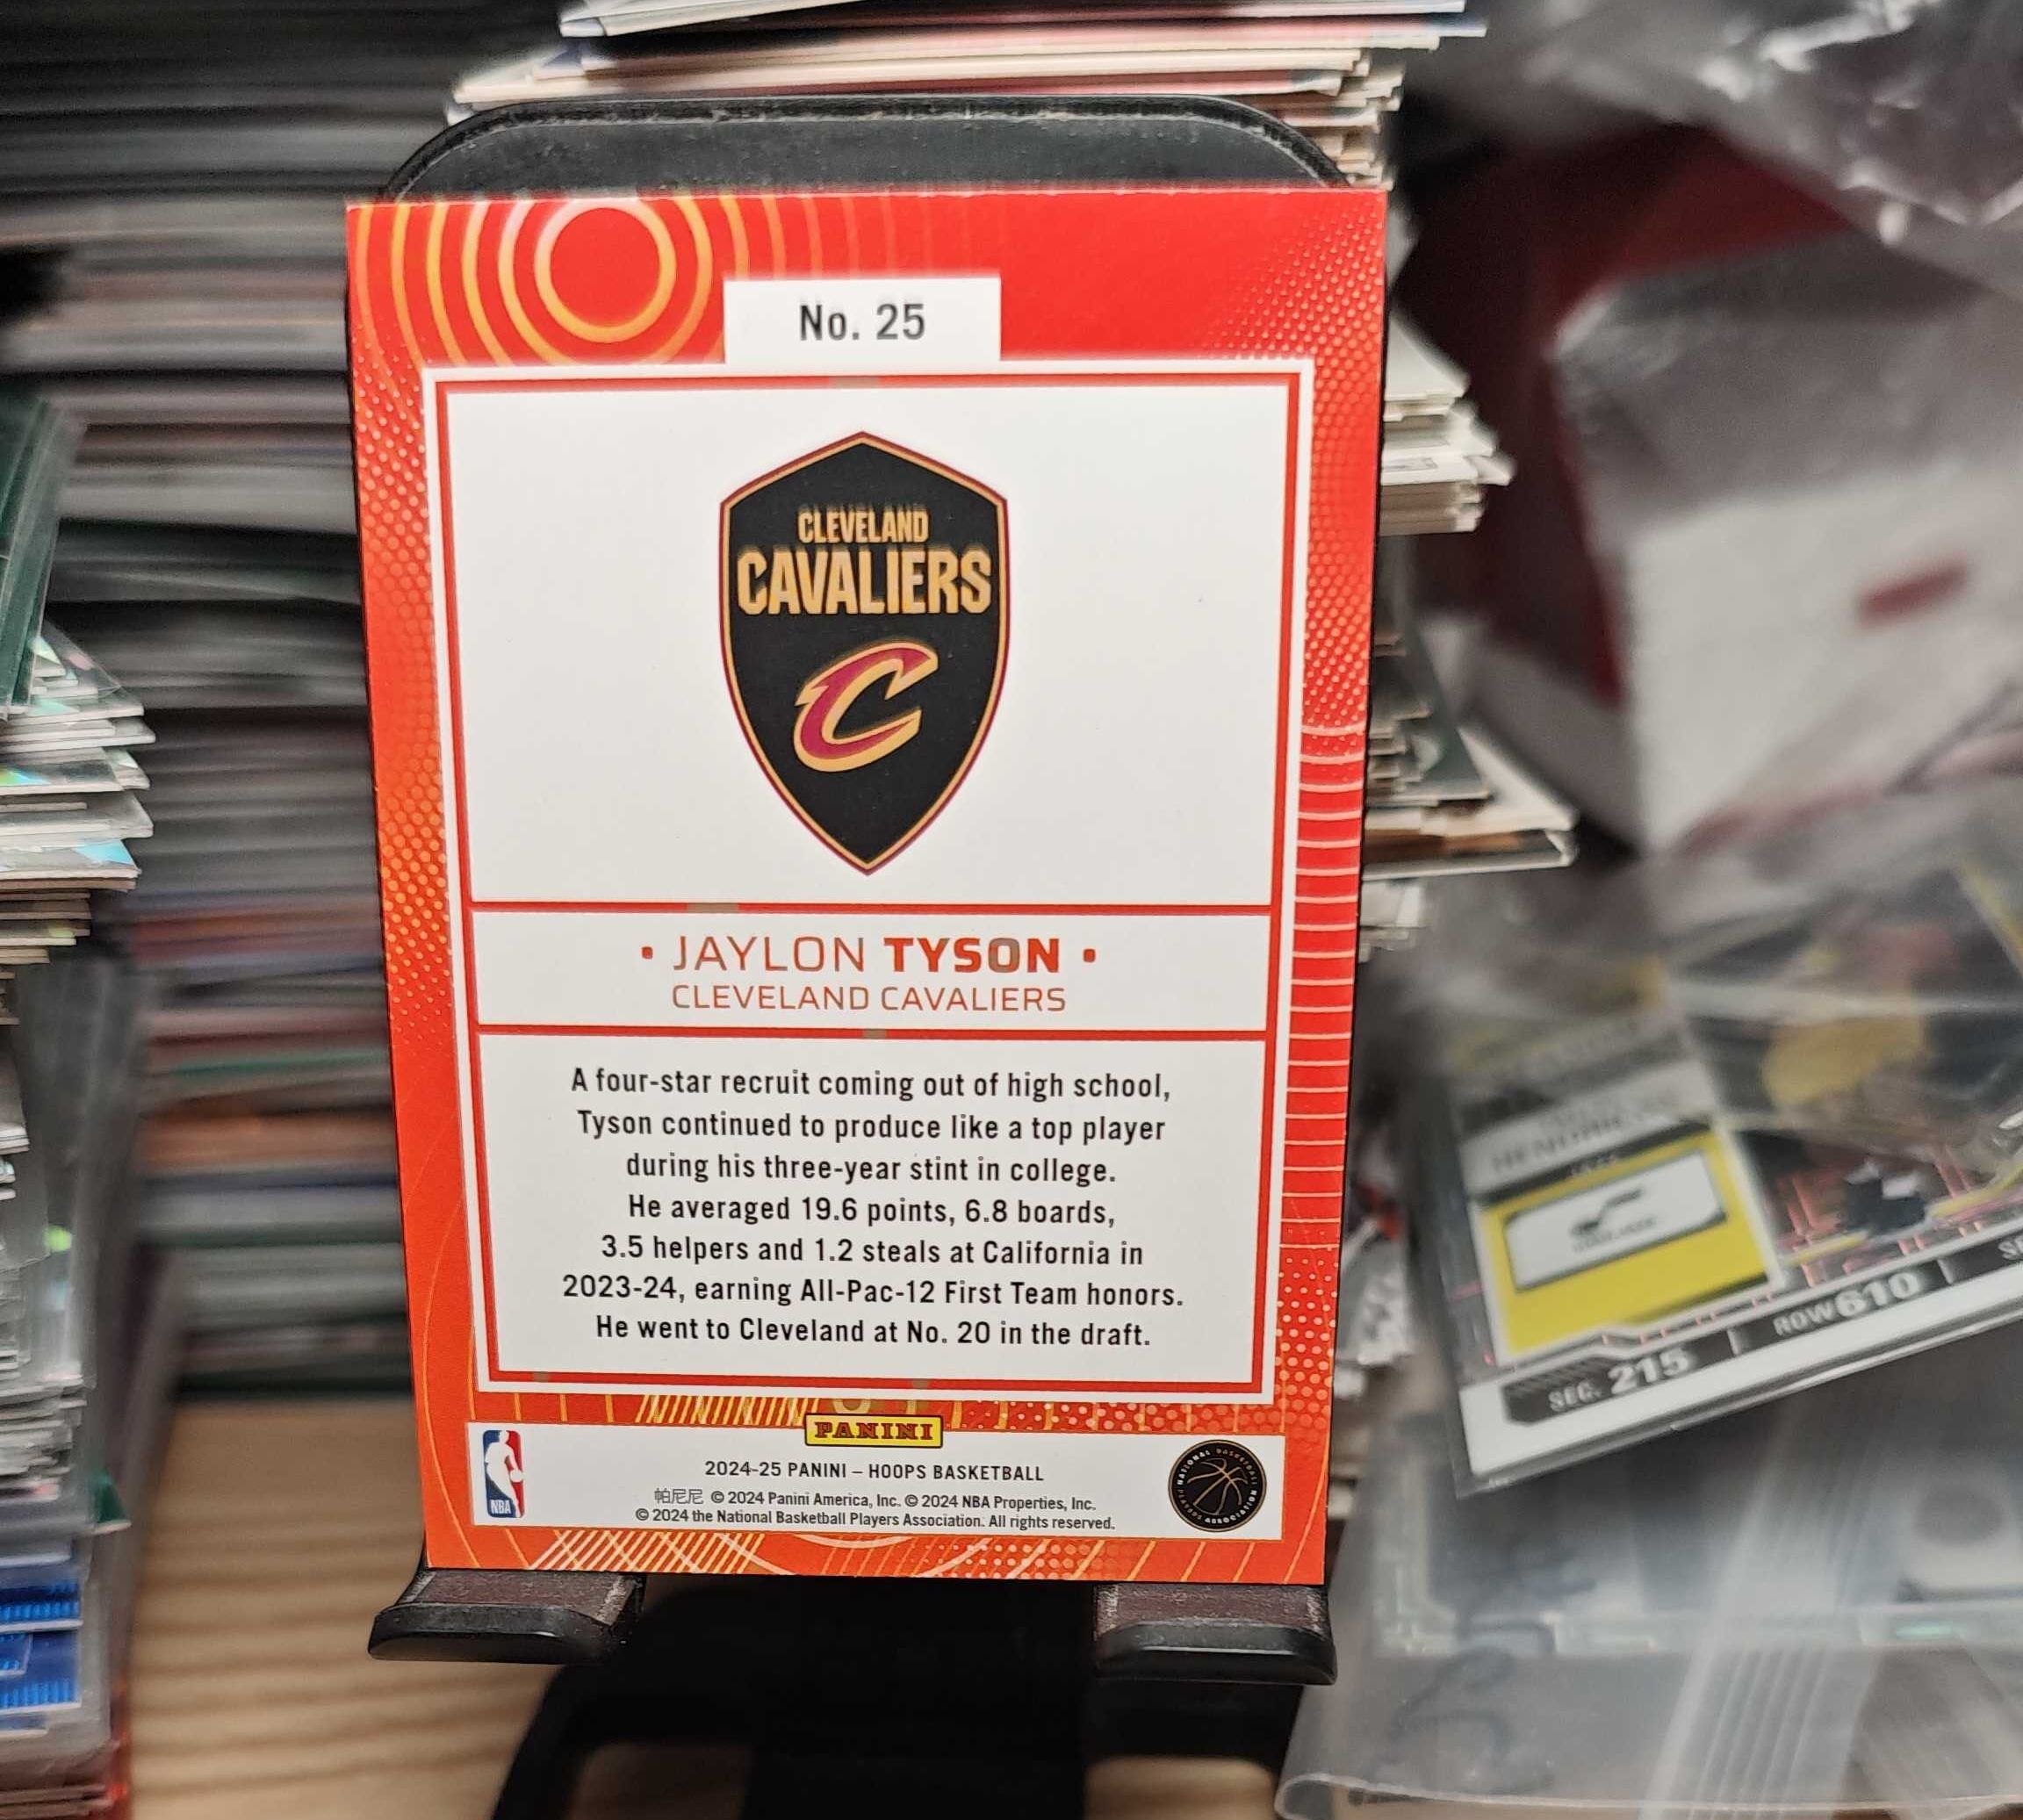 No. 25
CLEVELAND
CAVALIERS
C
• JAYLON TYSON •
CLEVELAND CAVALIERS
A four-star recruit coming out of high school,
Tyson continued to produce like a top player
during his three-year stint in college.
He averaged 19.6 points, 6.8 boards,
3.5 helpers and 1.2 steals at California in
2023-24, earning All-Pac-12 First Team honors.
He went to Cleveland at No. 20 in the draft.
PANINI
NBA
2024-25 PANINI – HOOPS BASKETBALL
帕尼尼 © 2024 Panini America, Inc. © 2024 NBA Properties, Inc.
© 2024 the National Basketball Players Association. All rights reserved.
NATIONAL BASKETBALL PLAYERS ASSOCIATION
SEC. 215 | ROW 610 |